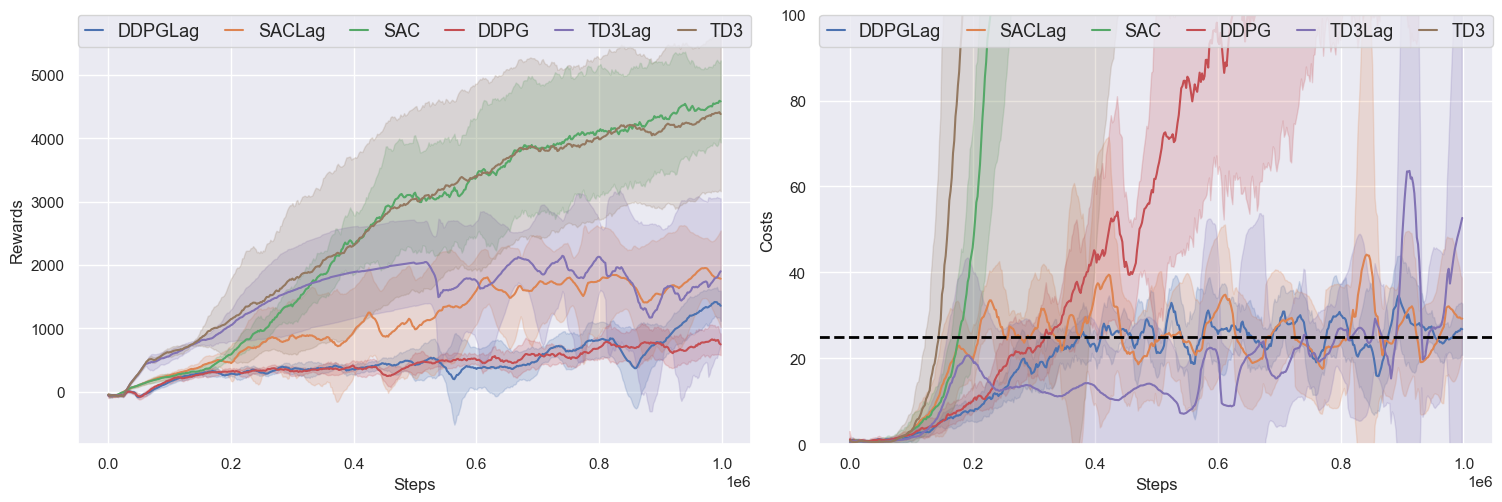 DDPGLag SACLag SAC DDPG TD3Lag TD3
5000
4000
3000
2000
1000
0
Rewards
0.0 0.2 0.4 0.6 0.8 1.0
Steps
1e6
DDPGLag SACLag SAC DDPG TD3Lag TD3
100
80
60
40
20
0
Costs
0.0 0.2 0.4 0.6 0.8 1.0
Steps
1e6